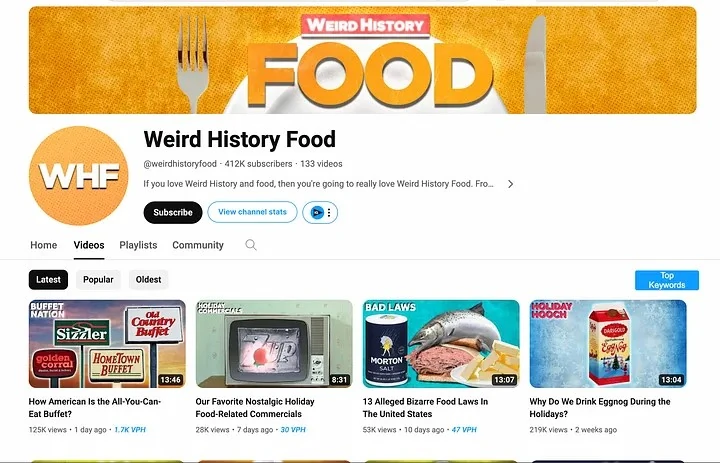 WEIRD HISTORY
FOOD
WHF
Weird History Food
@weirdhistoryfood · 412K subscribers · 133 videos
If you love Weird History and food, then you're going to really love Weird History Food. Fro...
Subscribe
View channel stats
Home Videos Playlists Community
Latest Popular Oldest
Top
Keywords
BUFFET
NATION
Sizzler
Old
Country
Buffet
golden
corral
HOMETOWN
BUFFET
13:46
HOLIDAY
COMMERCIALS
7UP
8:31
BAD LAWS
MORTON
SALT
13:07
HOLIDAY
HOOCH
DARIGOLD
EggNog
13:04
How American Is the All-You-Can-
Eat Buffet?
125K views · 1 day ago · 1.7K VPH
Our Favorite Nostalgic Holiday
Food-Related Commercials
28K views · 7 days ago · 30 VPH
13 Alleged Bizarre Food Laws In
The United States
53K views · 10 days ago · 47 VPH
Why Do We Drink Eggnog During the
Holidays?
219K views · 2 weeks ago